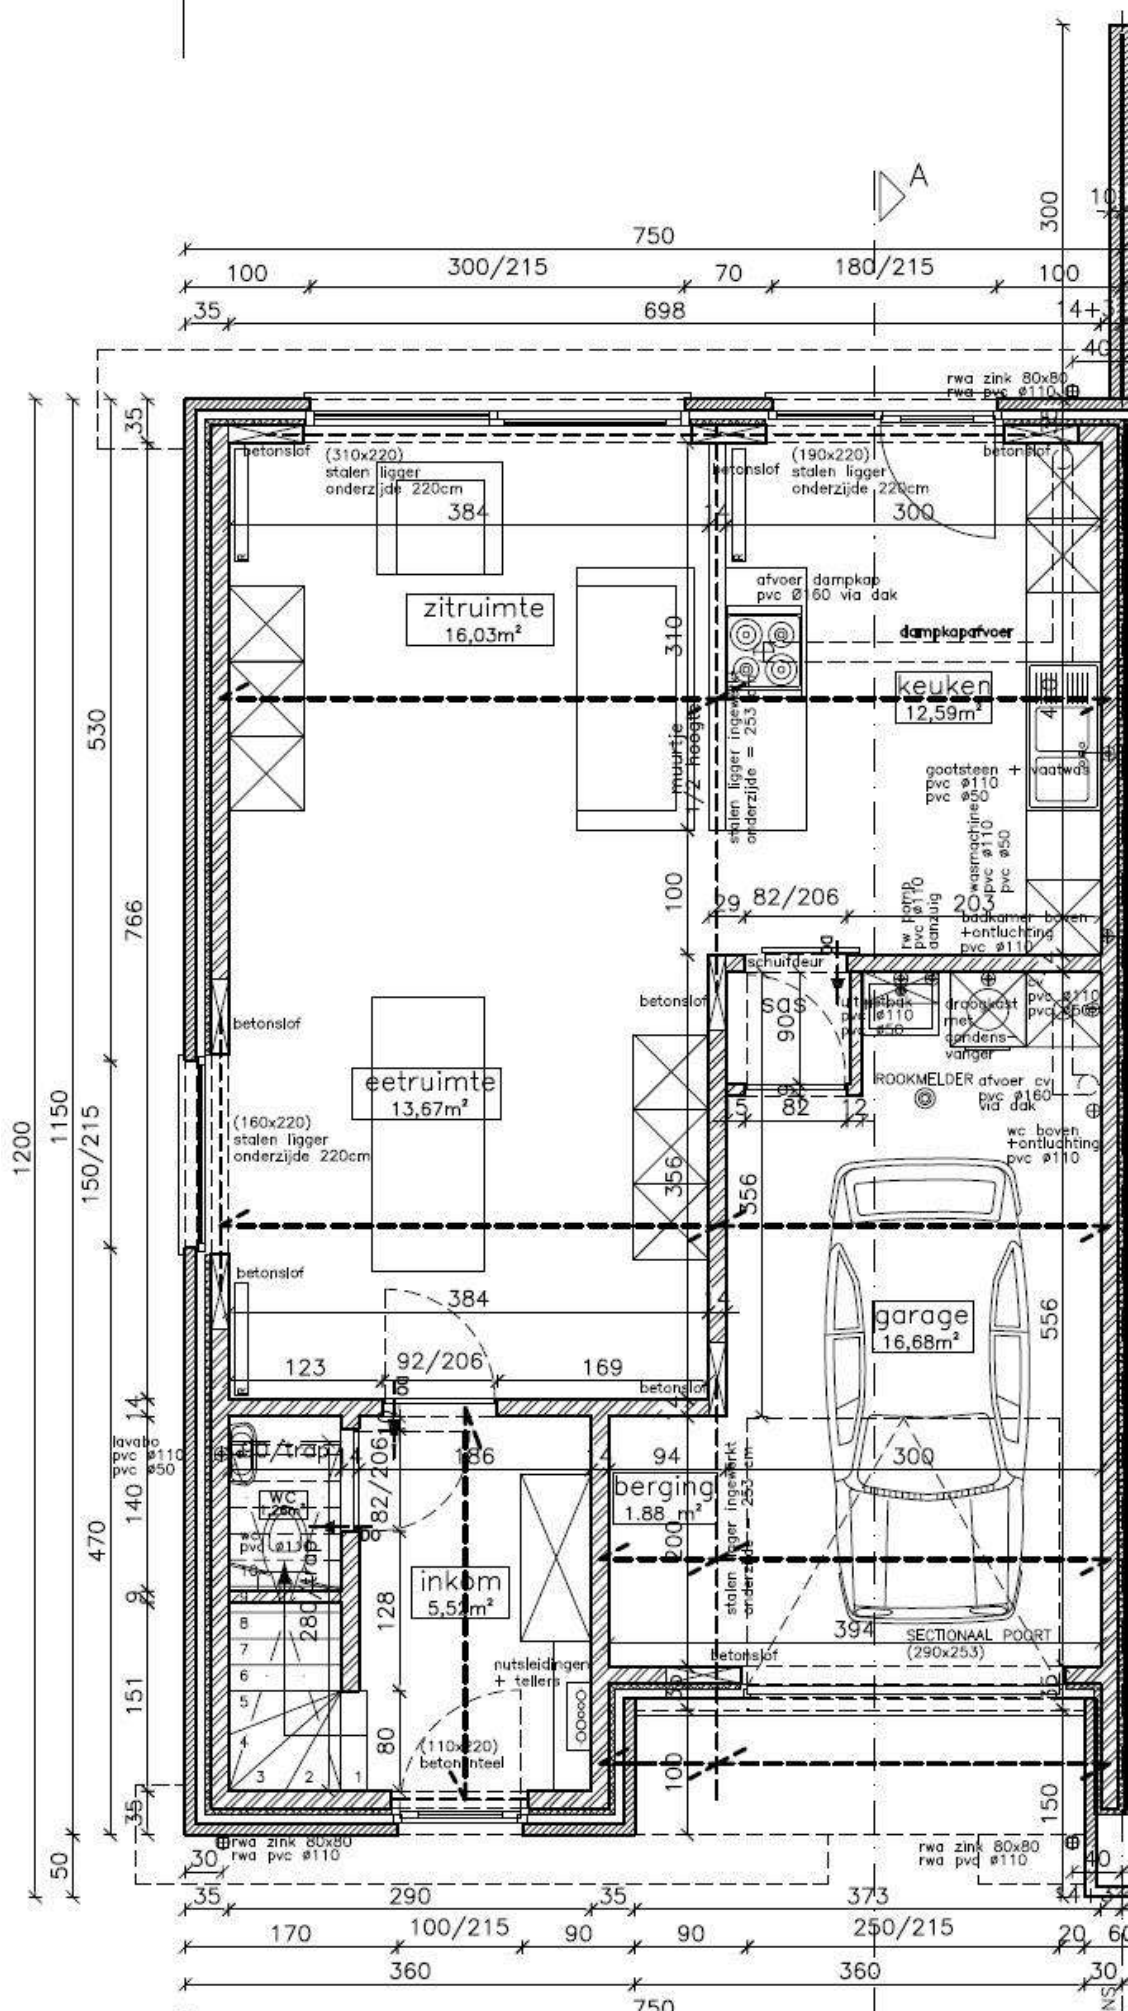 A
300
10
750
100
300/215
70
180/215
100
35
698
14+
40
rwa zink 80x80
rwa pvc ø110
35
betonslof
(310x220)
stalen ligger
onderzijde 220cm
betonslof
(190x220)
stalen ligger
onderzijde 220cm
betonslof
384
14
300
R
R
afvoer dampkap
pvc Ø160 via dak
zitruimte
16,03m²
310
dampkapafvoer
keuken
12,59m²
muurtje
1/2 hoogte
stalen ligger ingewerkt
onderzijde = 253
530
gootsteen + vaatwas
pvc ø110
pvc ø50
wasmachine
pvc ø110
pvc ø50
766
100
29
82/206
203
rw pomp
pvc ø110
aanzuig
badkamer boven
+ontluchting
pvc ø110
schuifdeur
betonslof
sas
90
pvc ø110
pvc ø50
droogkast
met
condens-
vanger
cv
pvc ø110
betonslof
eetruimte
13,67m²
ROOKMELDER
afvoer cv
pvc ø160
via dak
15
82
12
wc boven
+ontluchting
pvc ø110
(160x220)
stalen ligger
onderzijde 220cm
1200
1150
150/215
356
356
betonslof
384
garage
16,68m²
556
123
92/206
169
betonslof
R
14
lavabo
pvc ø110
pvc ø50
14
82/206
186
94
300
berging
1.88 m²
WC
140
470
200
stalen ligger ingewerkt
onderzijde = 253 cm
inkom
5,52m²
280/trap
128
9
394
SECTIONAAL POORT
(290x253)
betonslof
nutsleidingen
+ tellers
151
10
9
8
7
6
5
4
3
2
1
80
(110x220)
35
100
150
35
rwa zink 80x80
rwa pvc ø110
rwa zink 80x80
rwa pvc ø110
50
30
40
35
290
35
373
170
100/215
90
90
250/215
20
60
360
360
30
750